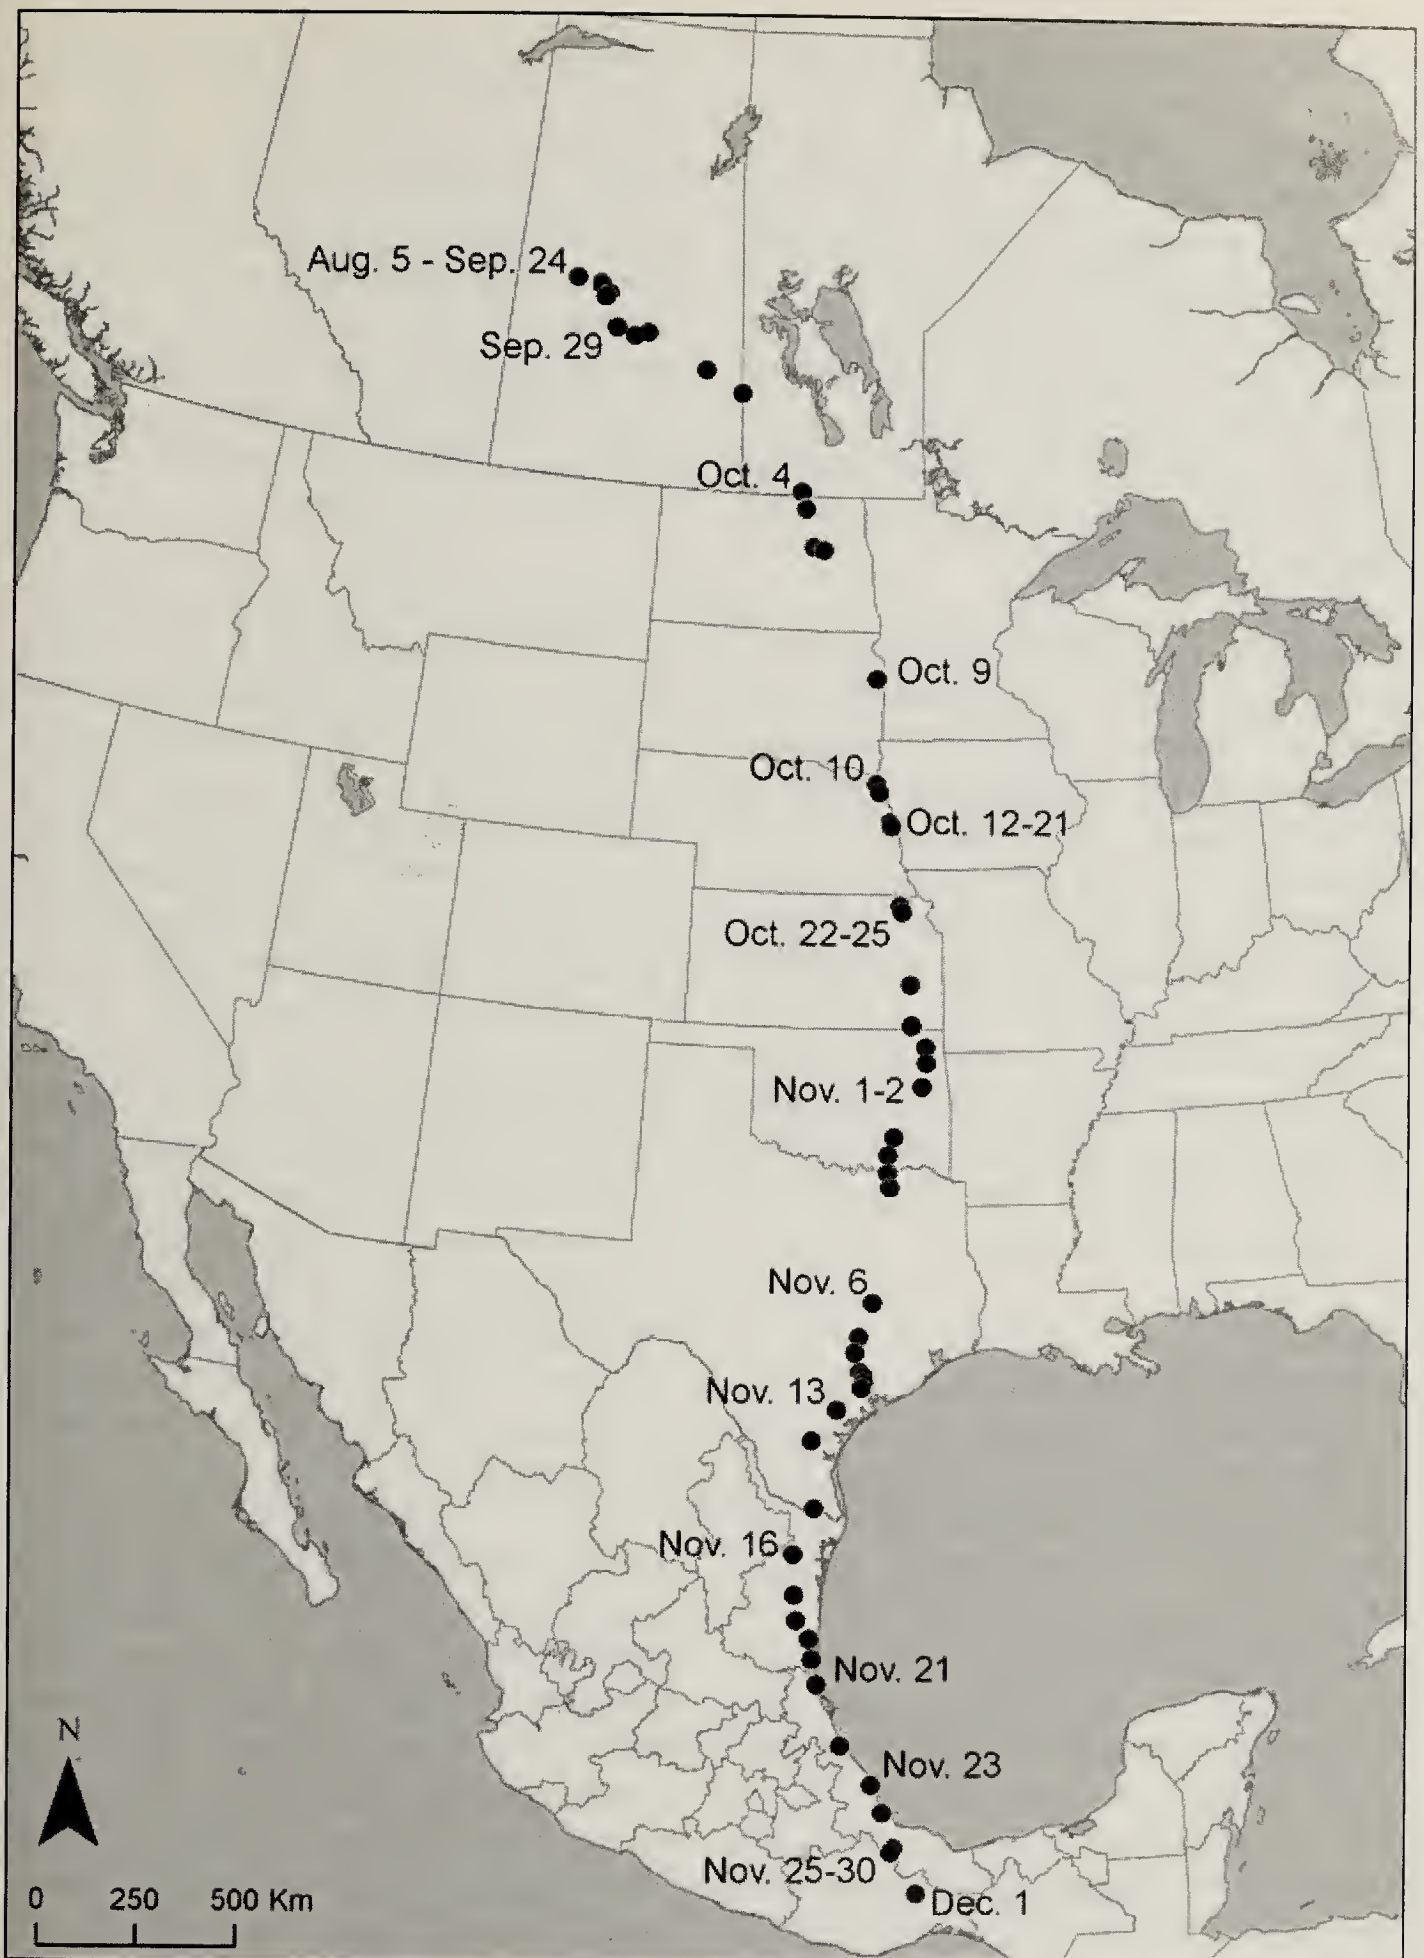 Aug. 5 - Sep. 24
Sep. 29
Oct. 4
Oct. 9
Oct. 10
Oct. 12-21
Oct. 22-25
Nov. 1-2
Nov. 6
Nov. 13
Nov. 16
Nov. 21
N
Nov. 23
Nov. 25-30
Dec. 1
0 250 500 Km